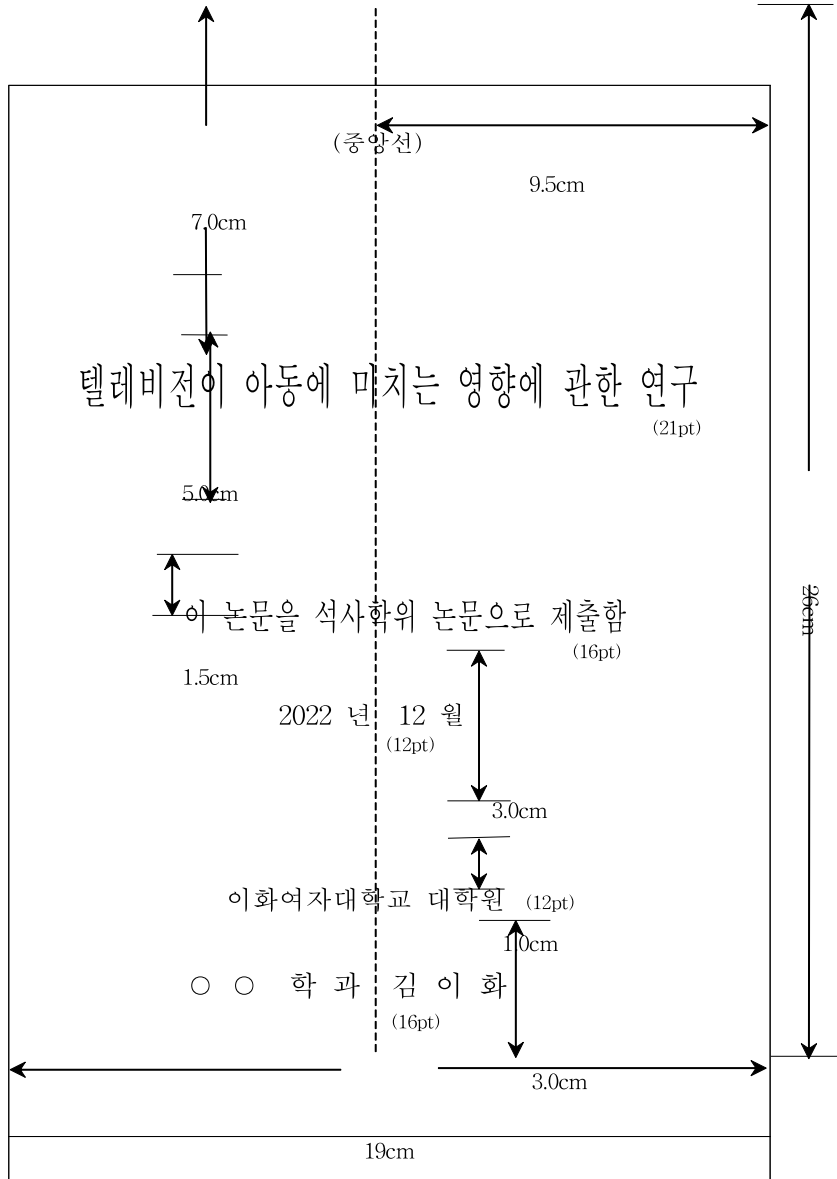 (중앙선)
9.5cm
7.0cm
텔레비전이 아동에 미치는 영향에 관한 연구
(21pt)
5.0cm
26cm
이 논문을 석사학위 논문으로 제출함
(16pt)
1.5cm
2022 년 12 월
(12pt)
3.0cm
이화여자대학교 대학원 (12pt)
1.0cm
○ ○ 학 과 김 이 화
(16pt)
3.0cm
19cm